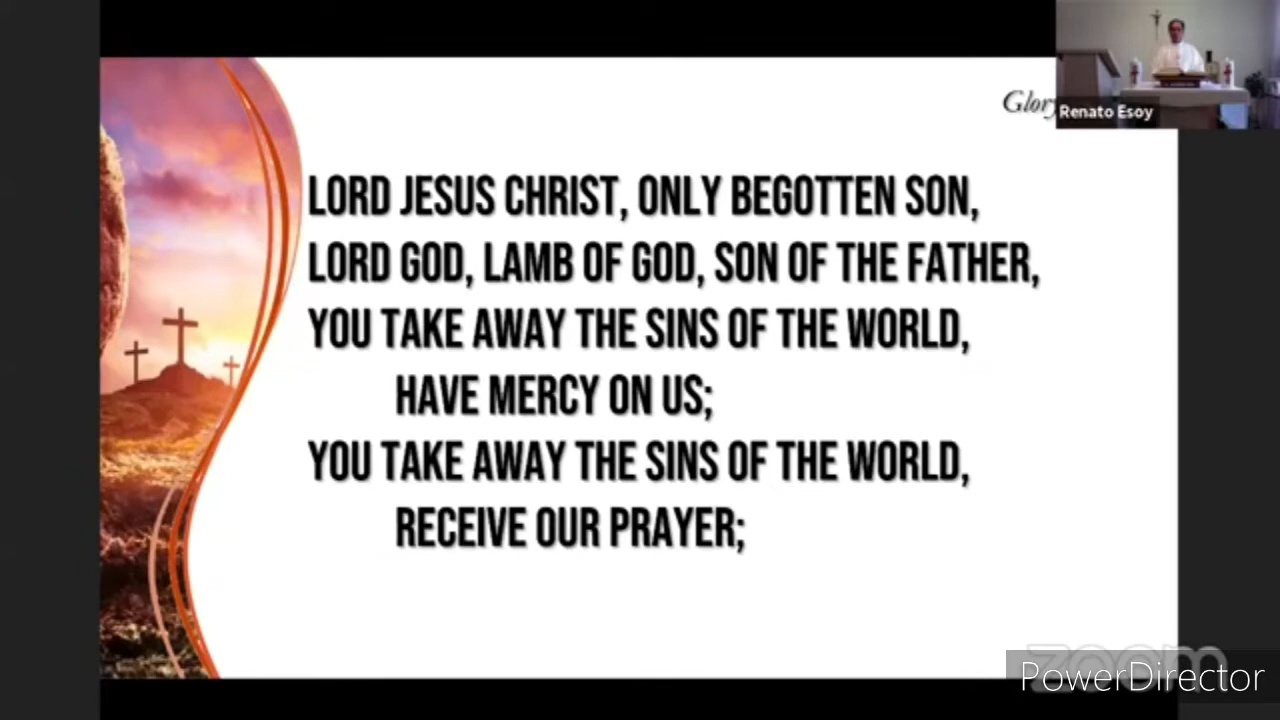 Glory
Renato Esoy
LORD JESUS CHRIST, ONLY BEGOTTEN SON,
LORD GOD, LAMB OF GOD, SON OF THE FATHER,
YOU TAKE AWAY THE SINS OF THE WORLD,
HAVE MERCY ON US;
YOU TAKE AWAY THE SINS OF THE WORLD,
RECEIVE OUR PRAYER;
zoom
PowerDirector